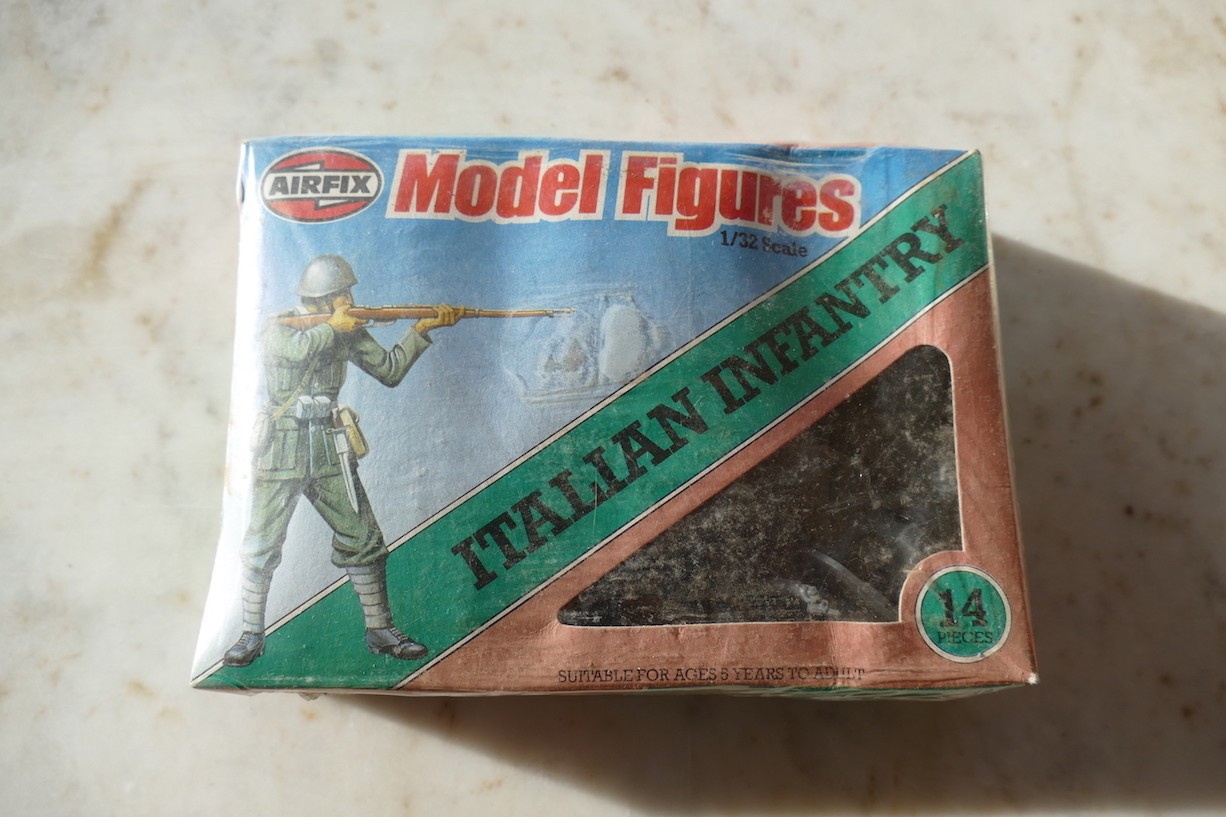 AIRFIX
Model Figures
1/32 Scale
ITALIAN INFANTRY
14
PIECES
SUITABLE FOR AGES 5 YEARS TO ADULT